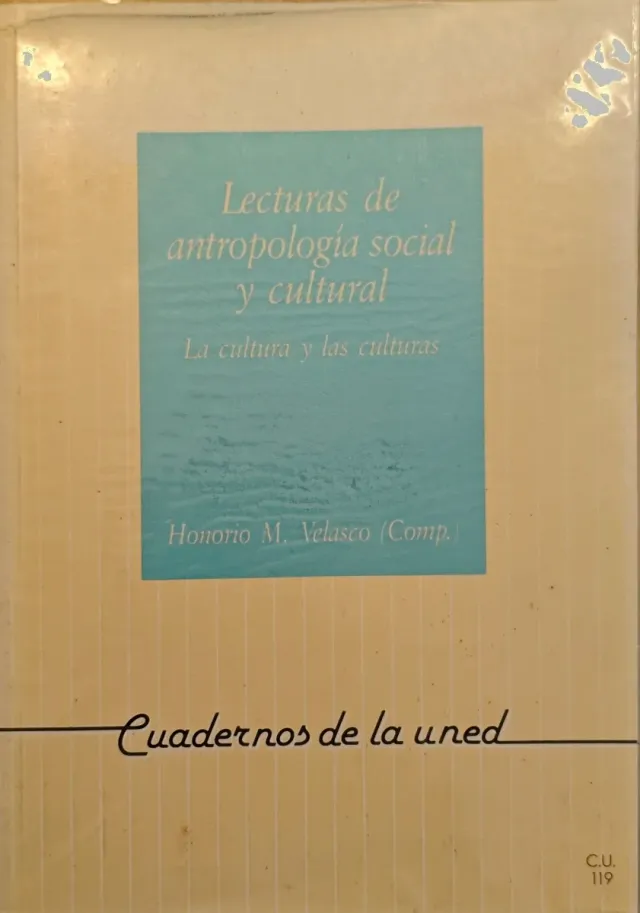 Lecturas de
antropología social
y cultural
La cultura y las culturas
Honorio M. Velasco (Comp.)
Cuadernos de la uned
C.U.
119